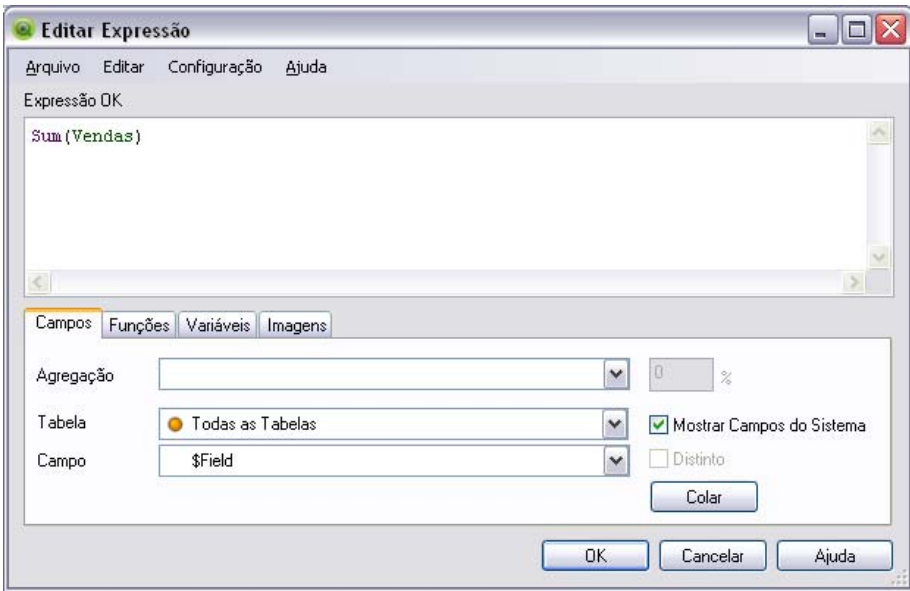 Editar Expressão
Arquivo Editar Configuração Ajuda
Expressão OK
Sum(Vendas)
Campos Funções Variáveis Imagens
Agregação 0 %
Tabela Todas as Tabelas Mostrar Campos do Sistema
Campo $Field Distinto
Colar
OK Cancelar Ajuda